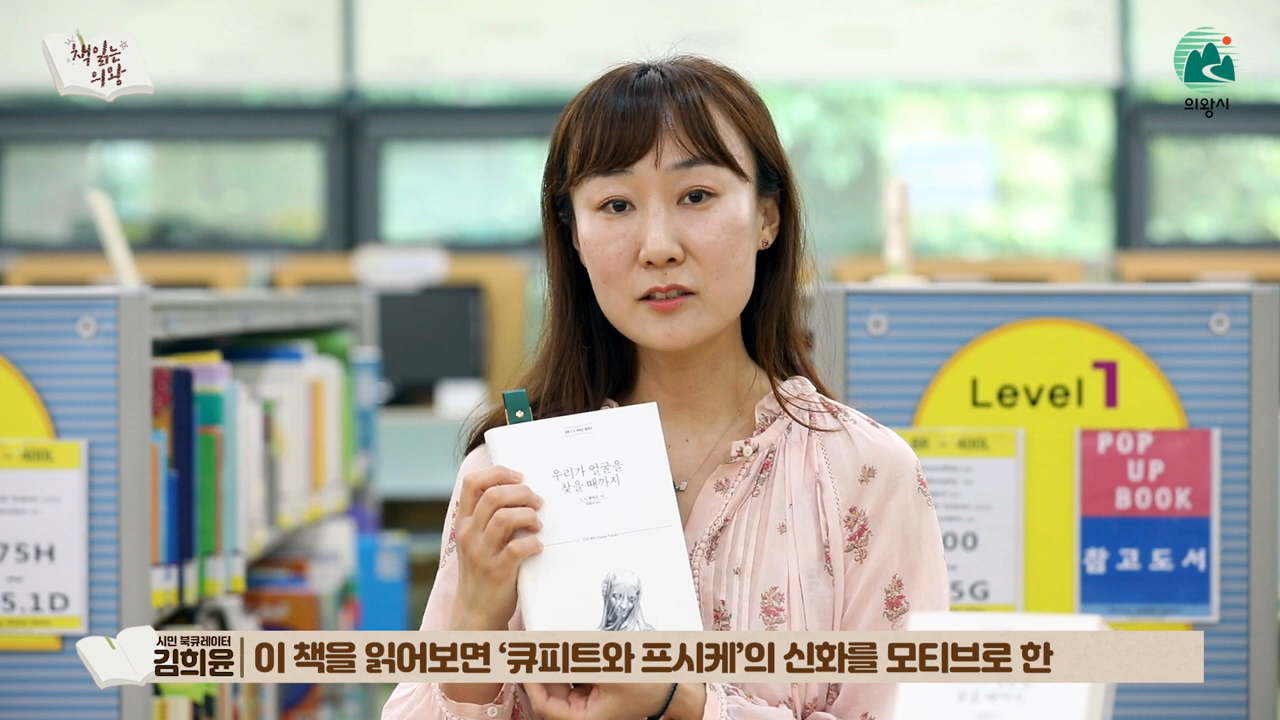 책 읽는
의왕
의왕시
Level 1
POP
UP
BOOK
참고도서
75H
5.1D
00
5G
우리가 얼굴을
찾을 때까지
Till We Have Faces
시민 북큐레이터
김희윤
이 책을 읽어보면 ‘큐피트와 프시케’의 신화를 모티브로 한